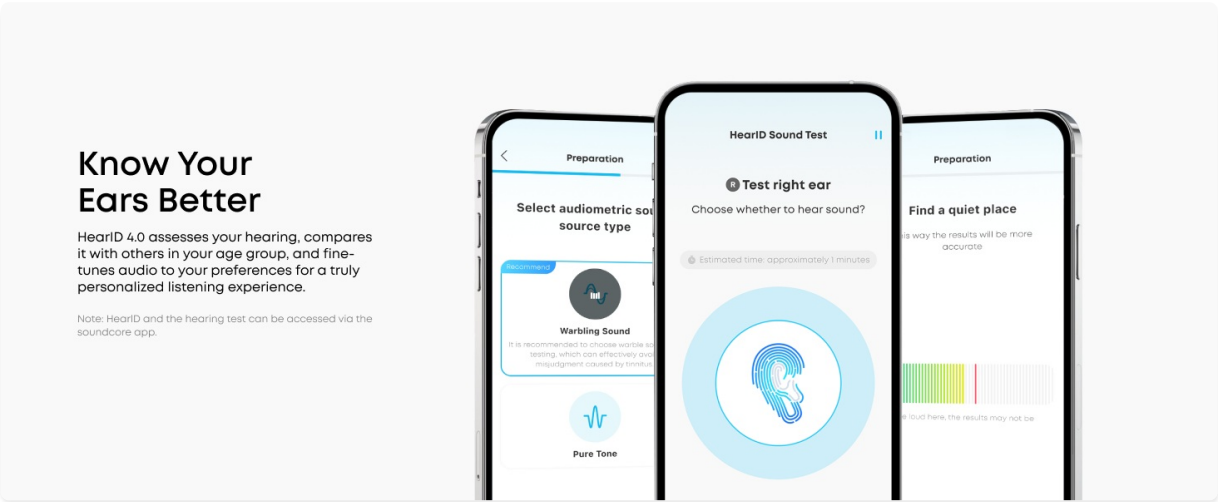 Know Your
Ears Better
HearID 4.0 assesses your hearing, compares
it with others in your age group, and fine-
tunes audio to your preferences for a truly
personalized listening experience.
Note: HearID and the hearing test can be accessed via the
soundcore app.
Preparation
Select audiometric
source type
Recommend
Warbling Sound
It is recommended to choose warble
testing, which can effectively
misjudgment caused by tinnitus.
Pure Tone
HearID Sound Test
R Test right ear
Choose whether to hear sound?
Estimated time: approximately 1 minutes
Preparation
Find a quiet place
way the results will be more
accurate
loud here, the results may not be